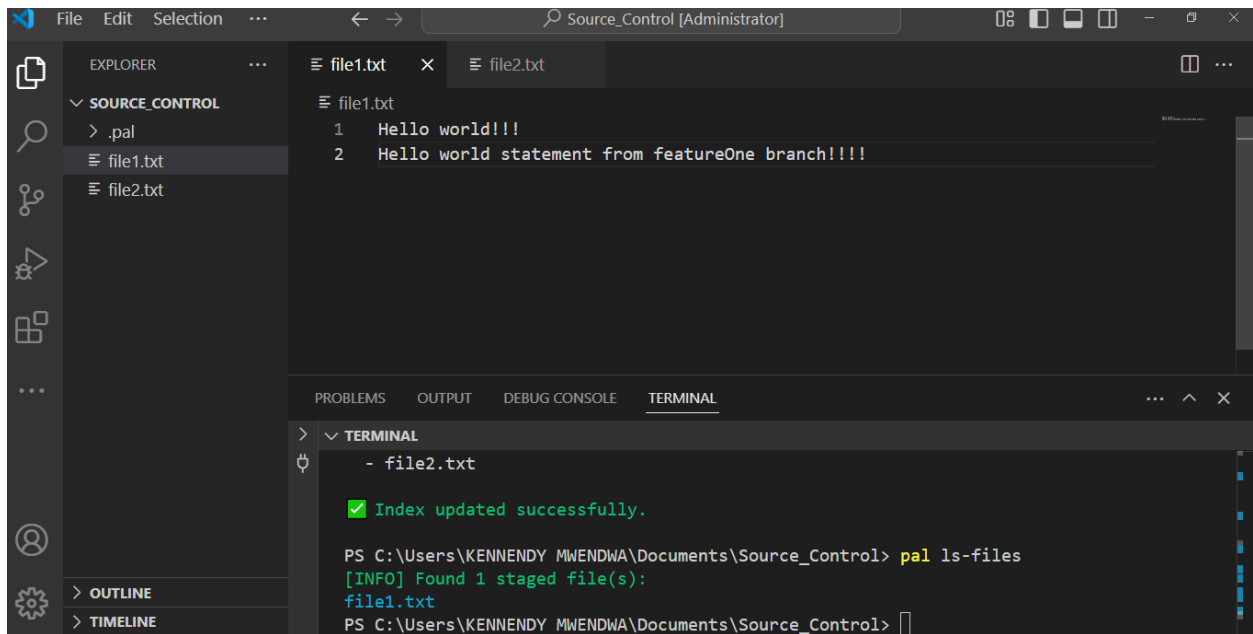 File Edit Selection ···
Source_Control [Administrator]
EXPLORER ···
SOURCE_CONTROL
.pal
file1.txt
file2.txt
OUTLINE
TIMELINE
file1.txt file2.txt
file1.txt
1 Hello world!!!
2 Hello world statement from featureOne branch!!!!
PROBLEMS OUTPUT DEBUG CONSOLE TERMINAL
TERMINAL
- file2.txt
✅ Index updated successfully.
PS C:\Users\KENNENDY MWENDWA\Documents\Source_Control> pal ls-files
[INFO] Found 1 staged file(s):
file1.txt
PS C:\Users\KENNENDY MWENDWA\Documents\Source_Control>